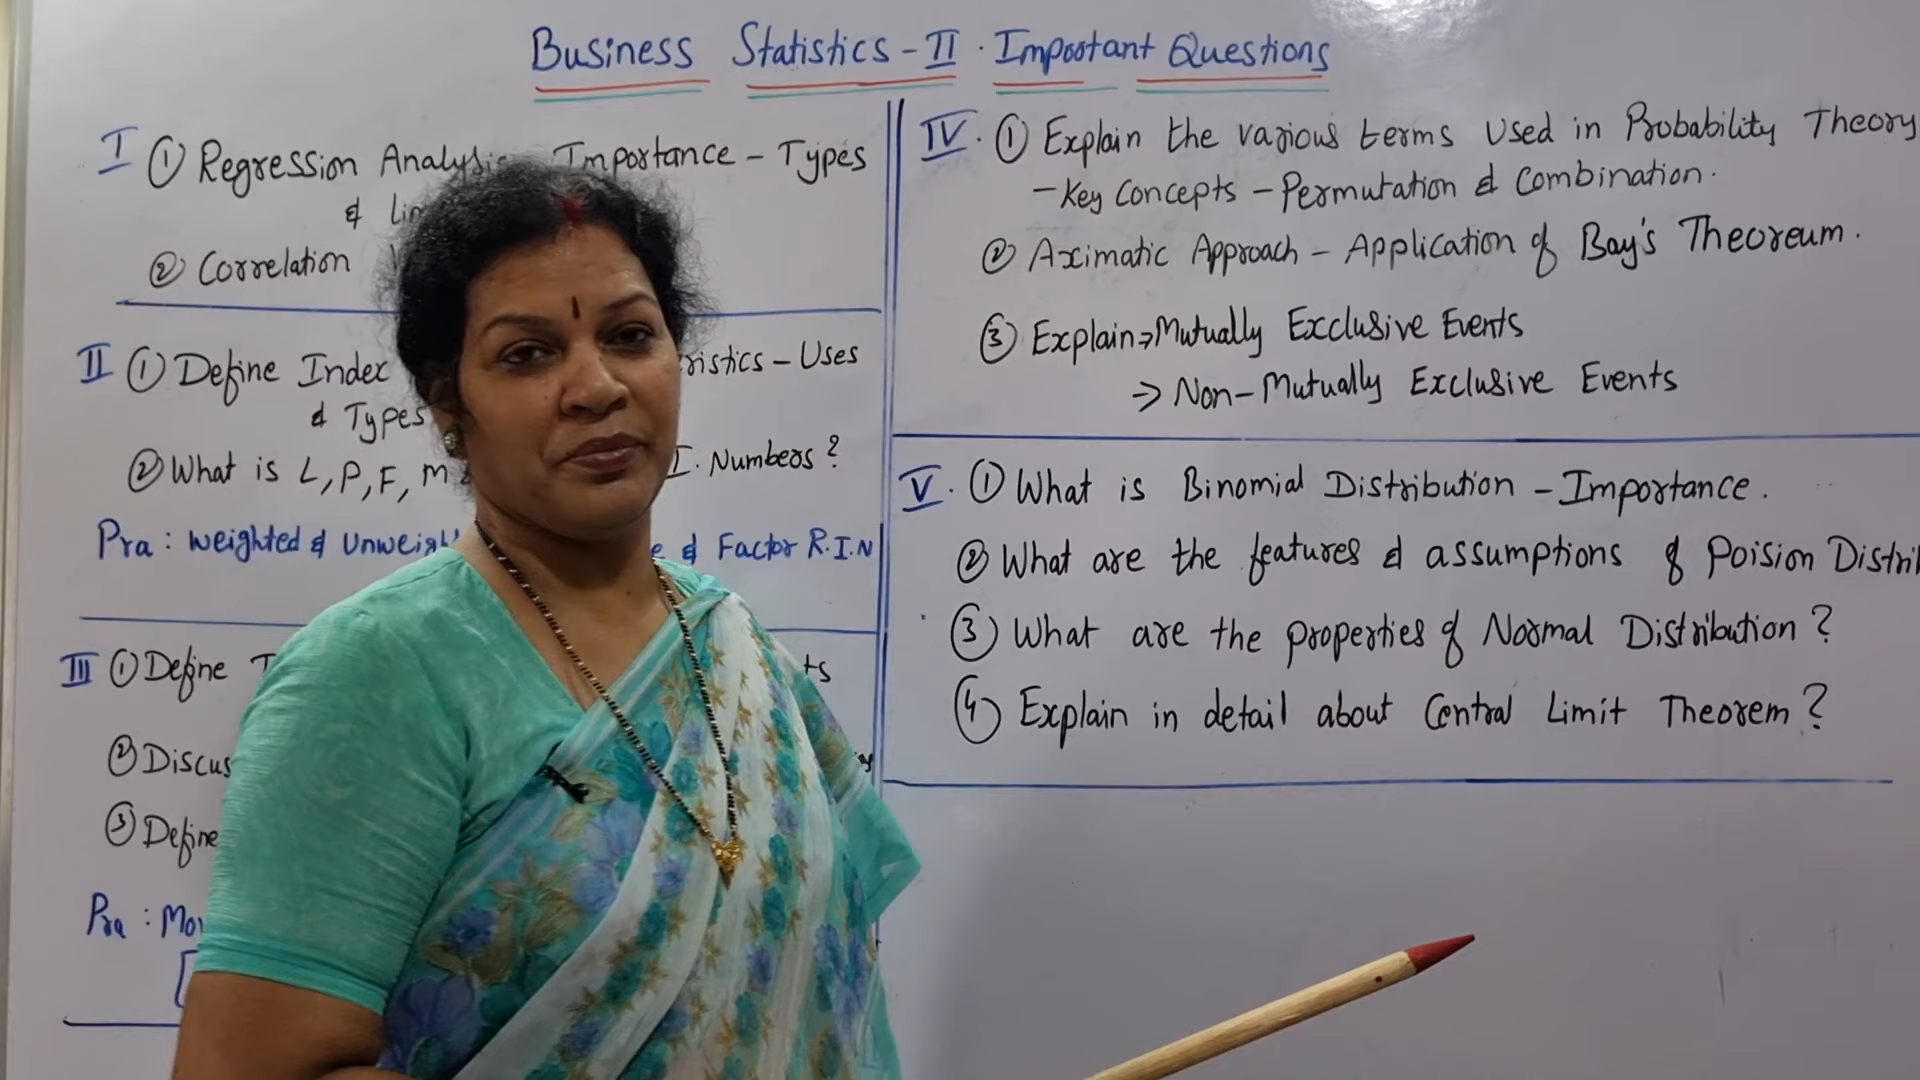 Business Statistics - II . Important Questions
I ① Regression Analysis Importance - Types
&
② Correlation
II ① Define Index ristics - Uses
& Types
② What is L, P, F, M I. Numbers ?
Pra : Weighted & Unweigh e & Factor R.I.N
III ① Define ts
② Discus
③ Define
Pra : Mov
IV . ① Explain the various terms Used in Probability Theory
- Key Concepts - Permutation & Combination .
② Aximatic Approach - Application of Bay's Theoreum .
③ Explain → Mutually Exclusive Events
→ Non - Mutually Exclusive Events
V . ① What is Binomial Distribution - Importance .
② What are the features & assumptions of Poision Distri
③ What are the properties of Normal Distribution ?
④ Explain in detail about Central Limit Theorem ?